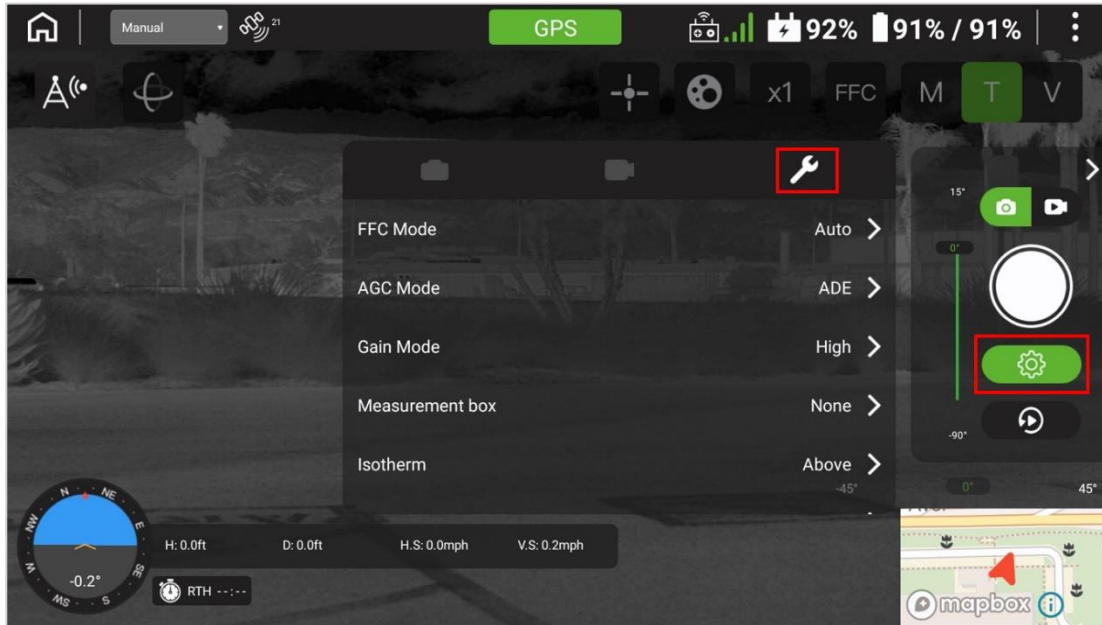 Manual
21
GPS
92%
91% / 91%
x1
FFC
M
T
V
15°
0°
-90°
FFC Mode Auto
AGC Mode ADE
Gain Mode High
Measurement box None
Isotherm Above
-45°
0°
45°
N
NE
E
SE
S
SW
W
NW
-0.2°
H: 0.0ft D: 0.0ft H.S: 0.0mph V.S: 0.2mph
RTH --:--
mapbox